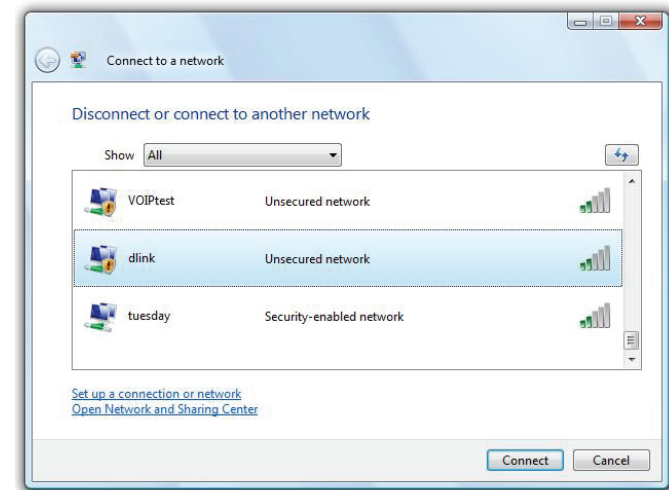 Connect to a network
Disconnect or connect to another network
Show All
VOIPtest Unsecured network
dlink Unsecured network
tuesday Security-enabled network
Set up a connection or network
Open Network and Sharing Center
Connect Cancel